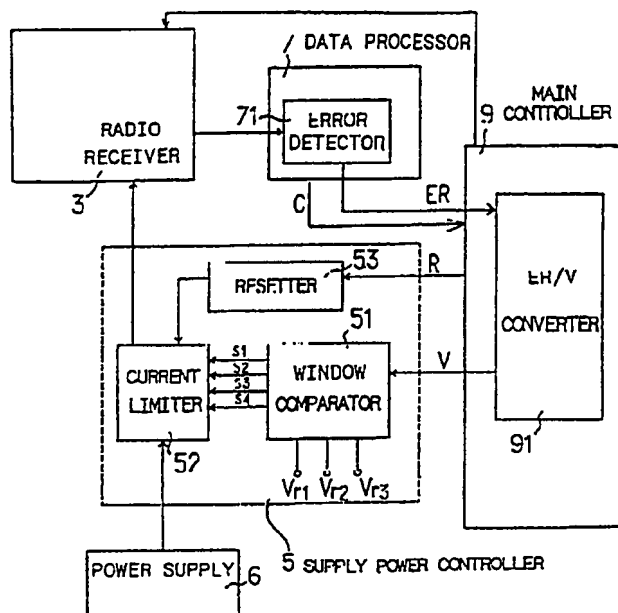 DATA PROCESSOR
71
ERROR
DETECTOR
RADIO
RECEIVER
3
9
MAIN
CONTROLLER
C
ER
R
V
53
RESETTER
51
CURRENT
LIMITER
52
S1
S2
S3
S4
WINDOW
COMPARATOR
ER/V
CONVERTER
91
Vr1 Vr2 Vr3
5 SUPPLY POWER CONTROLLER
POWER SUPPLY
6